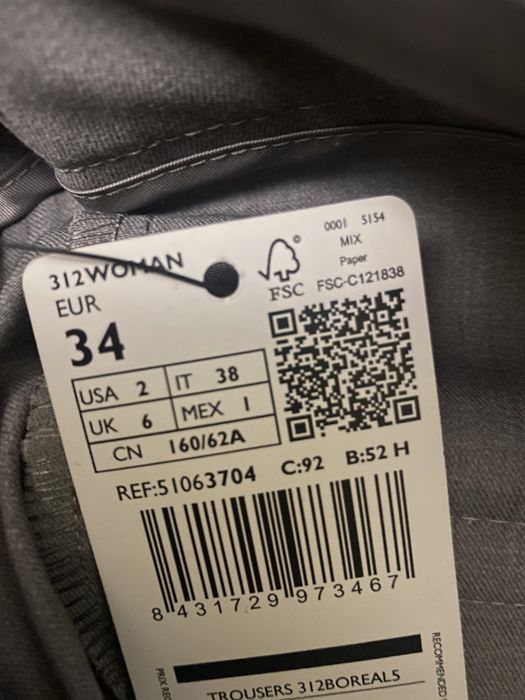 0001 5154
MIX
Paper
FSC FSC-C121838
312WOMAN
EUR
34
USA 2 IT 38
UK 6 MEX 1
CN 160/62A
REF:51063704 C:92 B:52 H
8 431729 973467
TROUSERS 312BOREAL5
RECOMMENDED